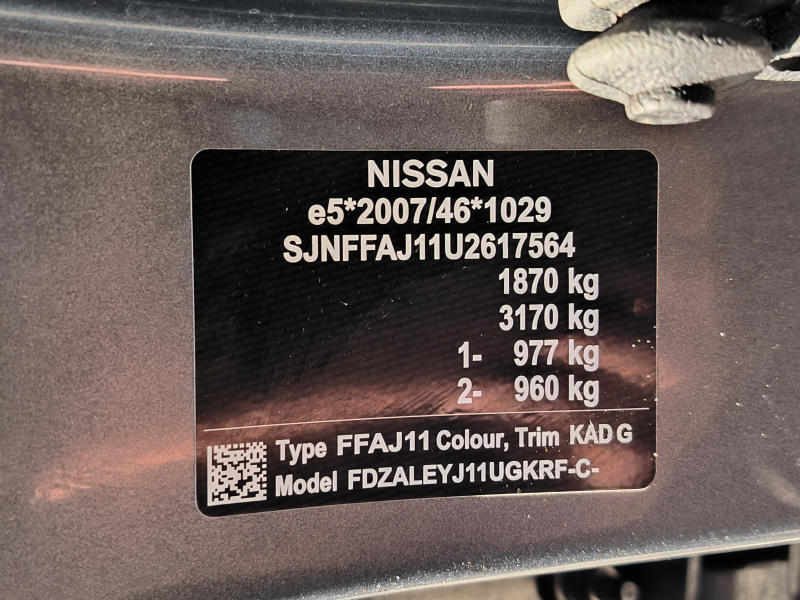 NISSAN
e5*2007/46*1029
SJNFFAJ11U2617564
1870 kg
3170 kg
1- 977 kg
2- 960 kg
Type FFAJ11 Colour, Trim KAD G
Model FDZALEYJ11UGKRF-C-